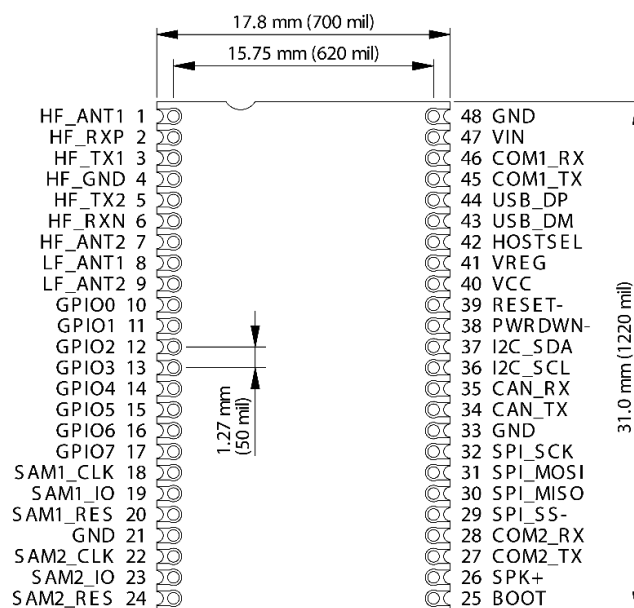 17.8 mm (700 mil)
15.75 mm (620 mil)
HF_ANT1 1
HF_RXP 2
HF_TX1 3
HF_GND 4
HF_TX2 5
HF_RXN 6
HF_ANT2 7
LF_ANT1 8
LF_ANT2 9
GPIO0 10
GPIO1 11
GPIO2 12
GPIO3 13
GPIO4 14
GPIO5 15
GPIO6 16
GPIO7 17
SAM1_CLK 18
SAM1_IO 19
SAM1_RES 20
GND 21
SAM2_CLK 22
SAM2_IO 23
SAM2_RES 24
1.27 mm
(50 mil)
48 GND
47 VIN
46 COM1_RX
45 COM1_TX
44 USB_DP
43 USB_DM
42 HOSTSEL
41 VREG
40 VCC
39 RESET-
38 PWRDWN-
37 I2C_SDA
36 I2C_SCL
35 CAN_RX
34 CAN_TX
33 GND
32 SPI_SCK
31 SPI_MOSI
30 SPI_MISO
29 SPI_SS-
28 COM2_RX
27 COM2_TX
26 SPK+
25 BOOT
31.0 mm (1220 mil)